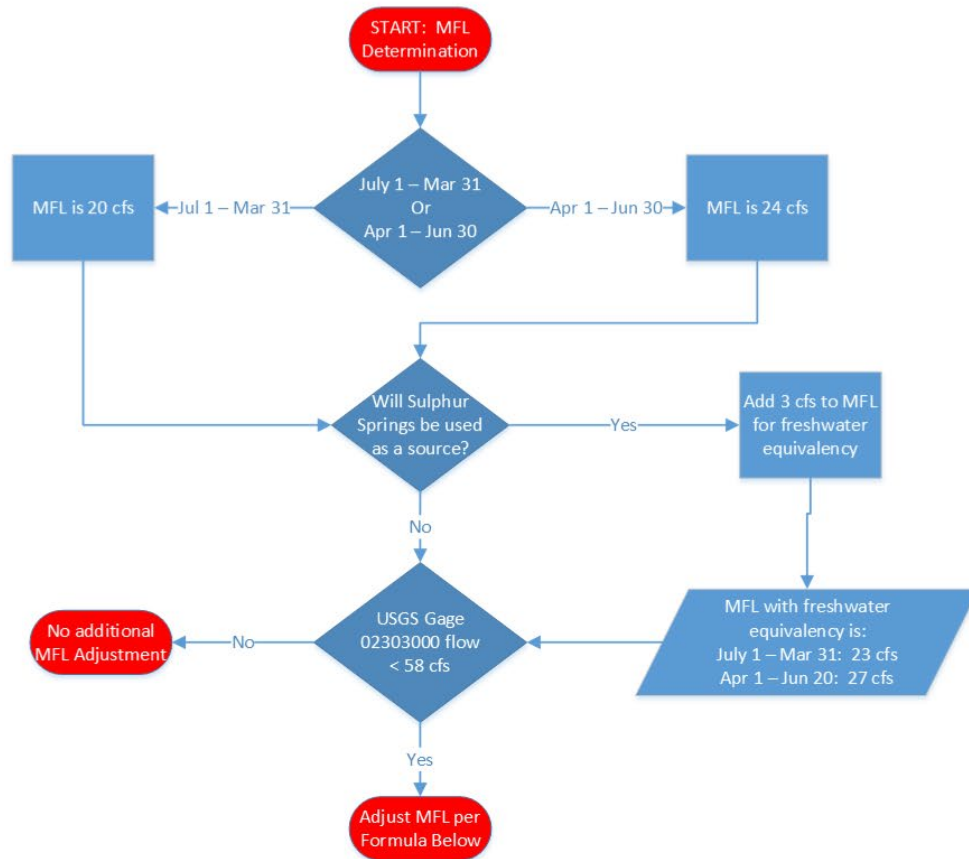 START:  MFL
Determination
July 1 – Mar 31
Or
Apr 1 – Jun 30
Jul 1 – Mar 31
MFL is 20 cfs
Apr 1 – Jun 30
MFL is 24 cfs
Will Sulphur
Springs be used
as a source?
Yes
Add 3 cfs to MFL
for freshwater
equivalency
No
MFL with freshwater
equivalency is:
July 1 – Mar 31:  23 cfs
Apr 1 – Jun 20:  27 cfs
USGS Gage
02303000 flow
< 58 cfs
No
No additional
MFL Adjustment
Yes
Adjust MFL per
Formula Below